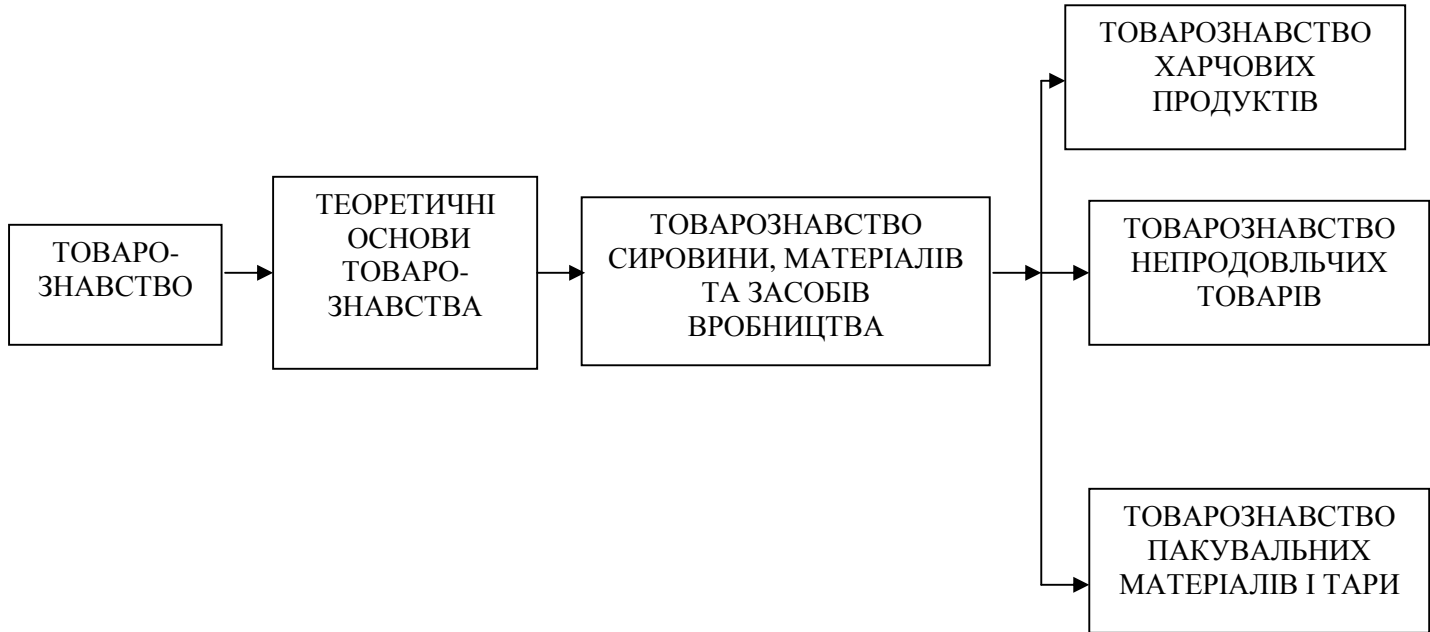 ТОВАРО-
ЗНАВСТВО
ТЕОРЕТИЧНІ
ОСНОВИ
ТОВАРО-
ЗНАВСТВА
ТОВАРОЗНАВСТВО
СИРОВИНИ, МАТЕРІАЛІВ
ТА ЗАСОБІВ
ВРОБНИЦТВА
ТОВАРОЗНАВСТВО
ХАРЧОВИХ
ПРОДУКТІВ
ТОВАРОЗНАВСТВО
НЕПРОДОВЛЬЧИХ
ТОВАРІВ
ТОВАРОЗНАВСТВО
ПАКУВАЛЬНИХ
МАТЕРІАЛІВ І ТАРИ